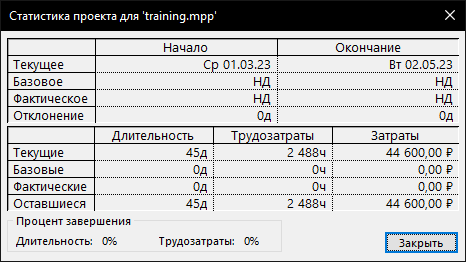 Статистика проекта для 'training.mpp'
Начало Окончание
Текущее Ср 01.03.23 Вт 02.05.23
Базовое НД НД
Фактическое НД НД
Отклонение 0д 0д
Длительность Трудозатраты Затраты
Текущие 45д 2 488ч 44 600,00 ₽
Базовые 0д 0ч 0,00 ₽
Фактические 0д 0ч 0,00 ₽
Оставшиеся 45д 2 488ч 44 600,00 ₽
Процент завершения
Длительность: 0% Трудозатраты: 0% Закрыть